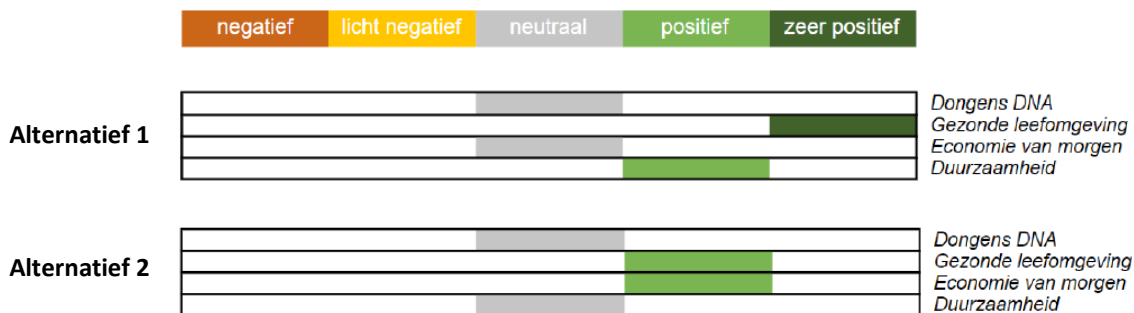 negatief licht negatief neutraal positief zeer positief
Alternatief 1
Dongens DNA
Gezonde leefomgeving
Economie van morgen
Duurzaamheid
Alternatief 2
Dongens DNA
Gezonde leefomgeving
Economie van morgen
Duurzaamheid